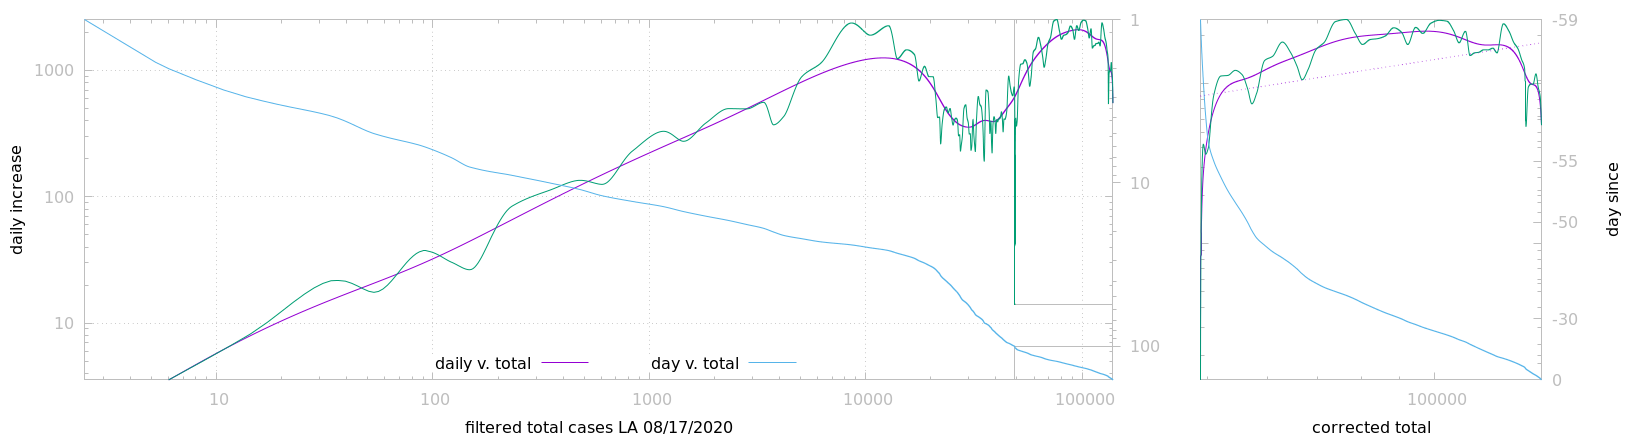 1000
100
10
daily increase
daily v. total
day v. total
10
100
1000
10000
100000
filtered total cases LA 08/17/2020
1
10
100
-59
-55
-50
-30
0
day since
100000
corrected total